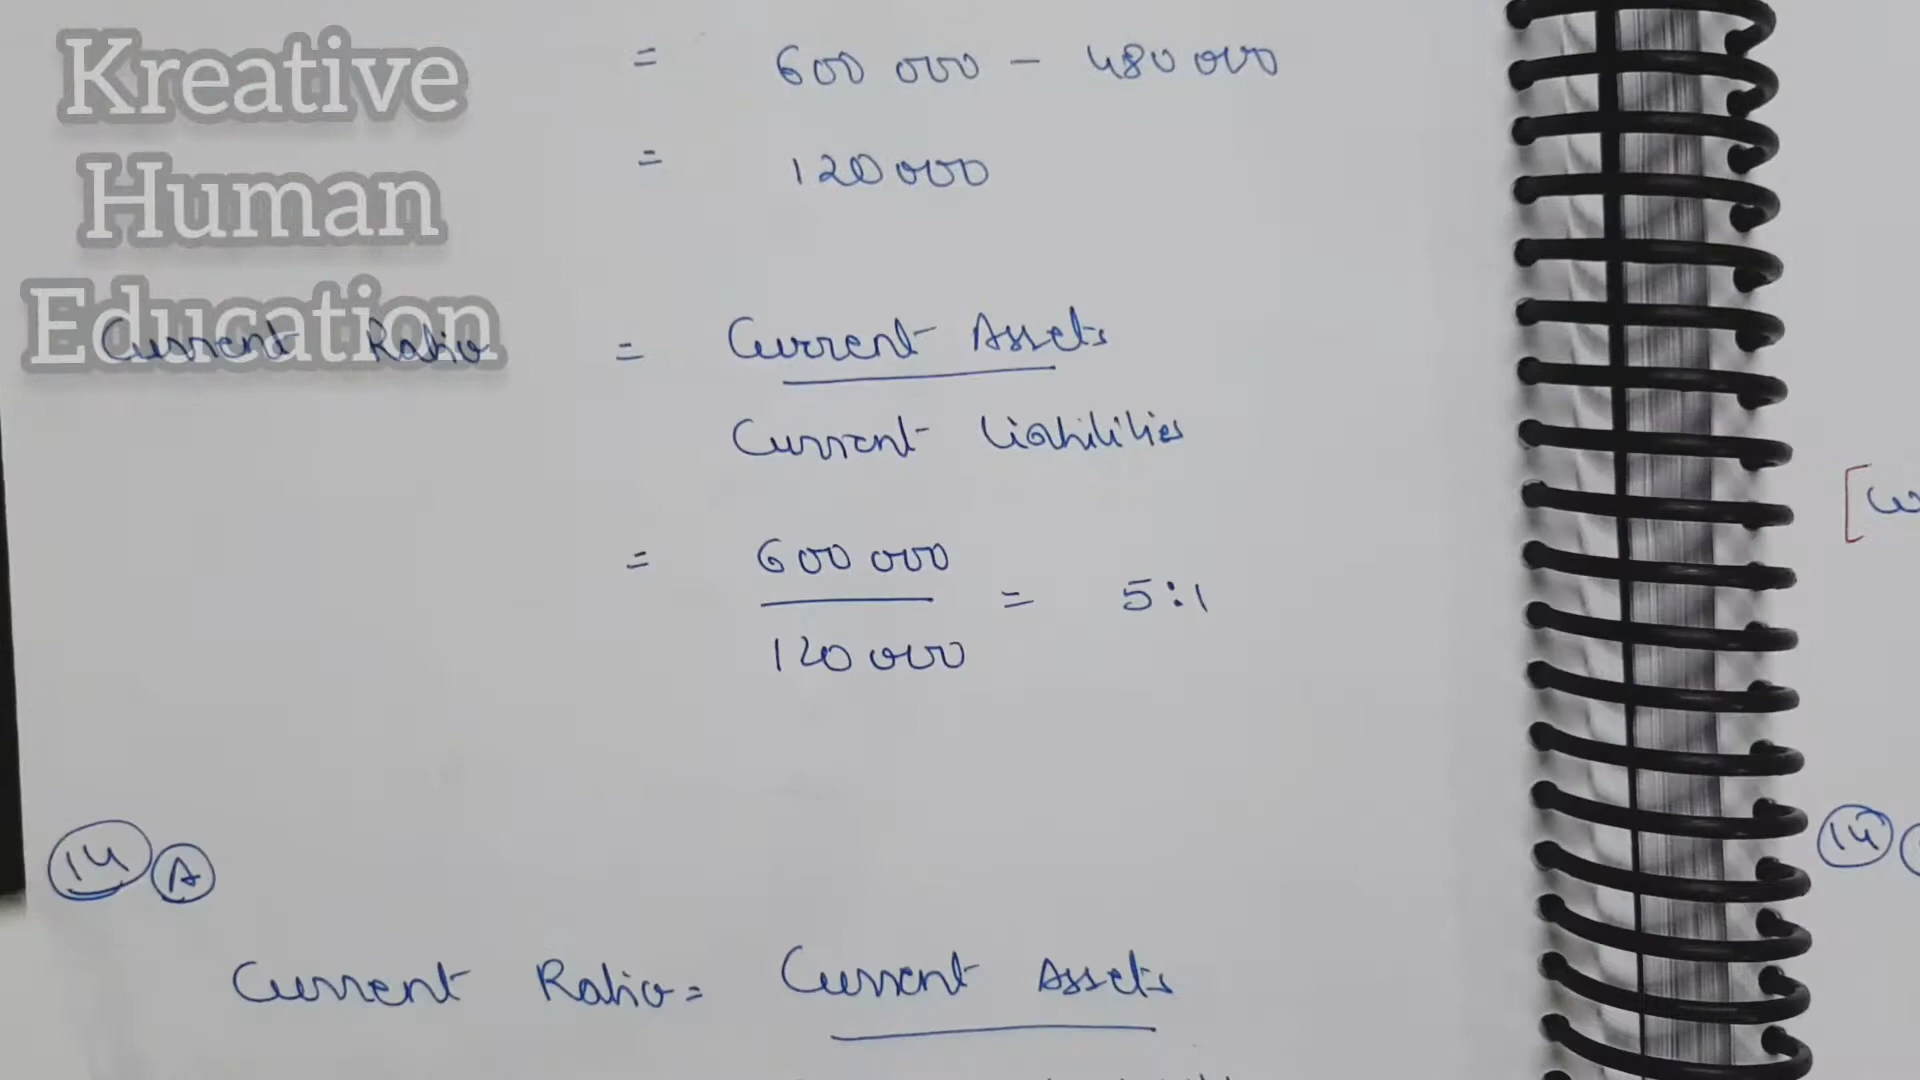 Kreative
Human
Education
= 600 000 - 480 000
= 120 000
Current Ratio = Current Assets
Current Liabilities
= 600 000 = 5:1
120 000
14 A
Current Ratio = Current Assets
14